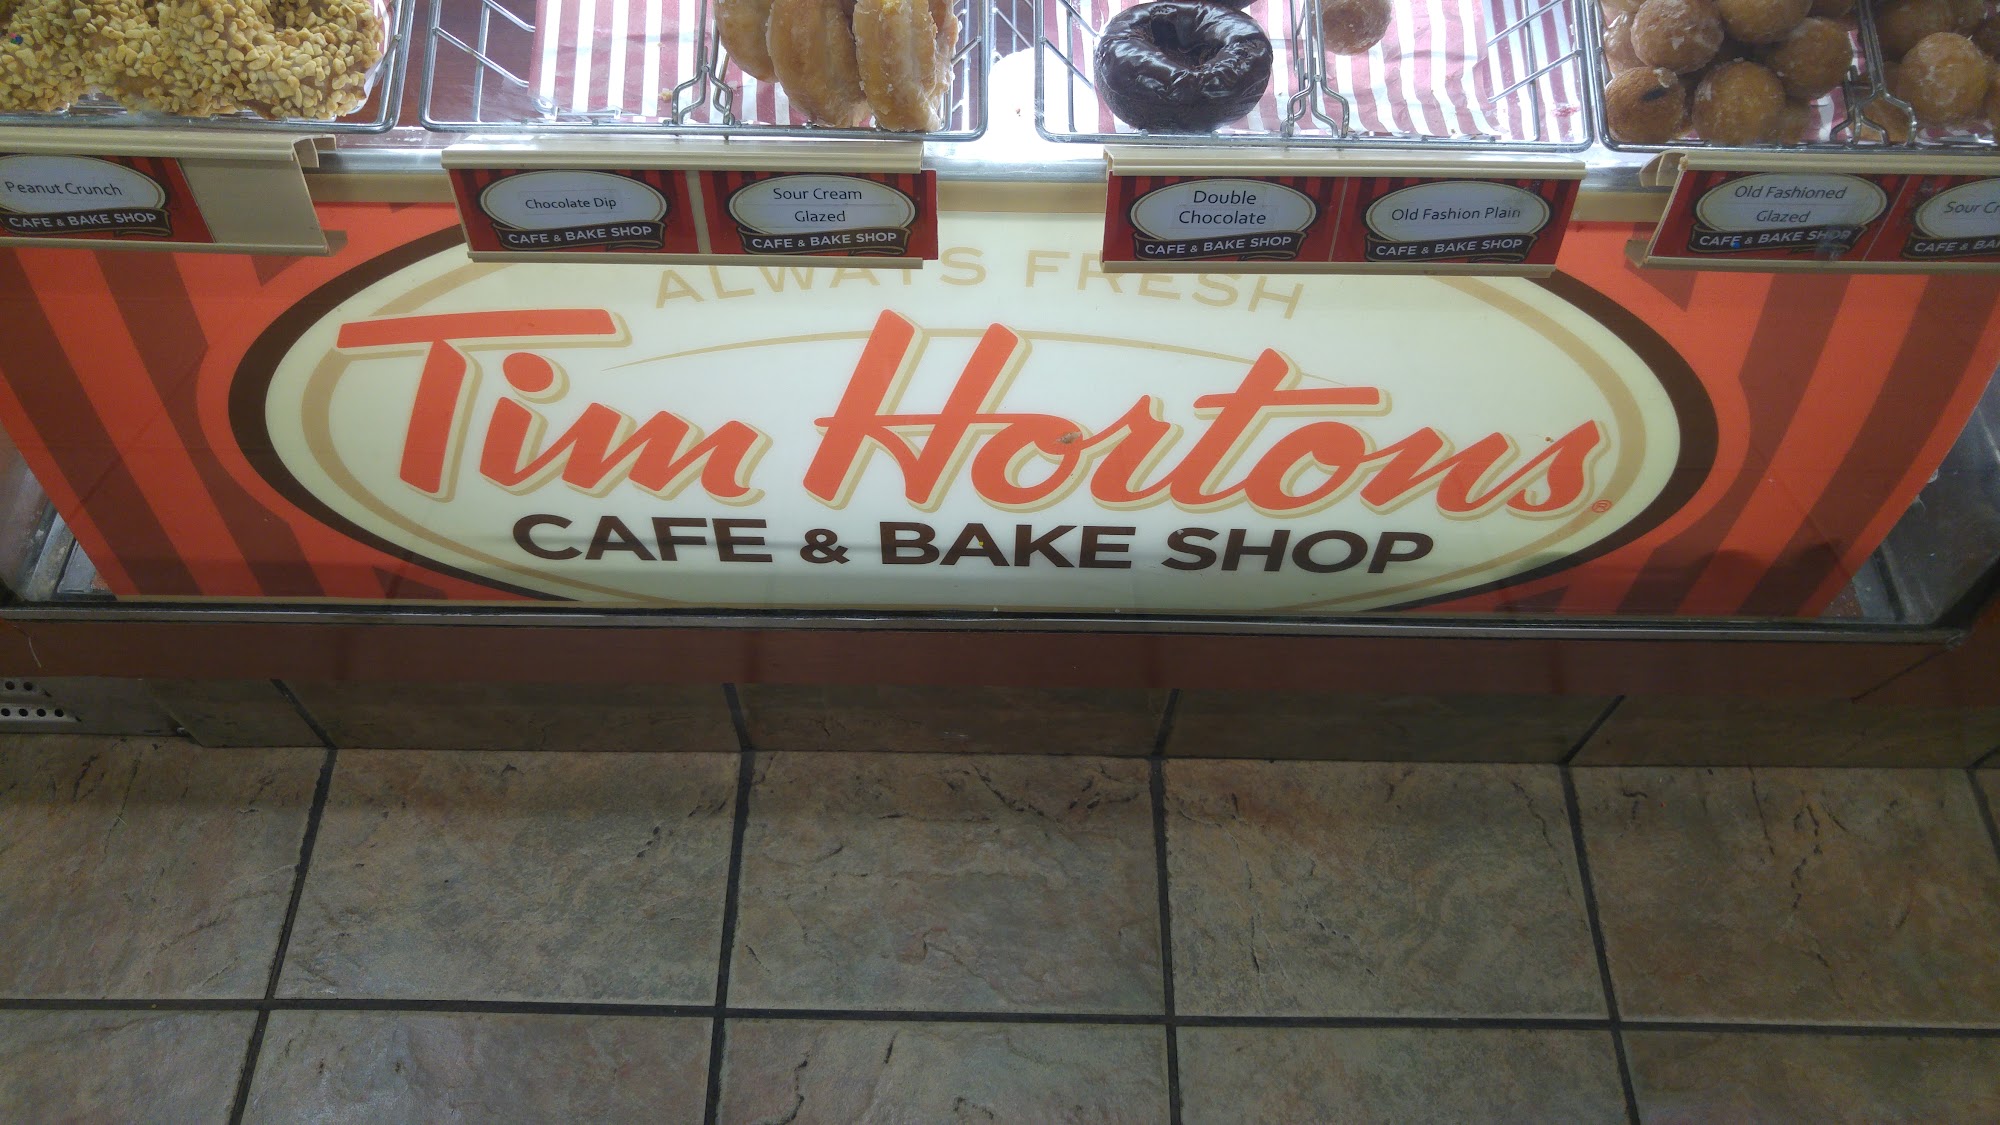 Peanut Crunch
CAFE & BAKE SHOP
Chocolate Dip
CAFE & BAKE SHOP
Sour Cream
Glazed
CAFE & BAKE SHOP
Double
Chocolate
CAFE & BAKE SHOP
Old Fashion Plain
CAFE & BAKE SHOP
Old Fashioned
Glazed
CAFE & BAKE SHOP
Sour
CAFE &
ALWAYS FRESH
Tim Hortons®
CAFE & BAKE SHOP